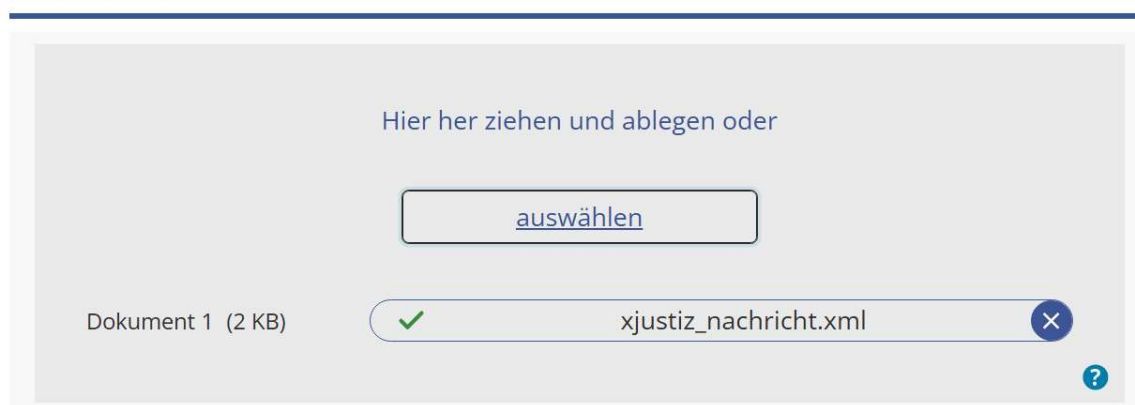 Hier her ziehen und ablegen oder
auswählen
Dokument 1 (2 KB) xjustiz_nachricht.xml
?